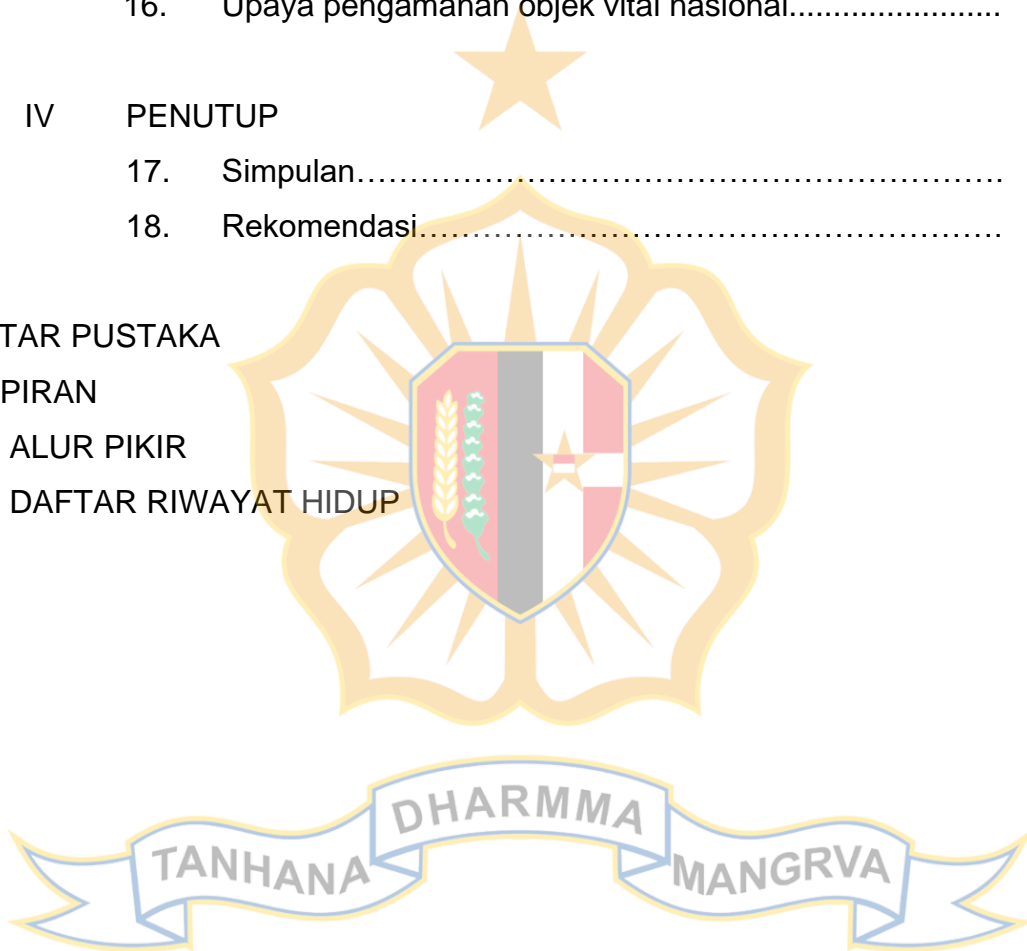 16. Upaya pengamanan objek vital nasional........................
IV PENUTUP
17. Simpulan…………………………………………………….
18. Rekomendasi……………………………………………….
TAR PUSTAKA
PIRAN
ALUR PIKIR
DAFTAR RIWAYAT HIDUP
TANHANA DHARMMA MANGRVA